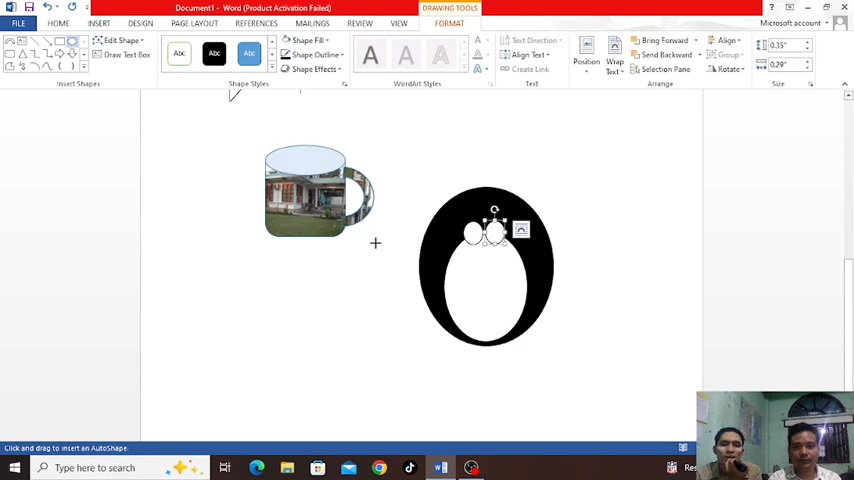 Document1 - Word (Product Activation Failed)
DRAWING TOOLS
FILE
HOME
INSERT
DESIGN
PAGE LAYOUT
REFERENCES
MAILINGS
REVIEW
VIEW
FORMAT
Microsoft account
Edit Shape
Draw Text Box
Insert Shapes
Abc
Abc
Abc
Shape Fill
Shape Outline
Shape Effects
Shape Styles
A
A
A
WordArt Styles
Text Direction
Align Text
Create Link
Text
Position
Wrap
Text
Bring Forward
Send Backward
Selection Pane
Align
Rotate
Arrange
0.35"
0.29"
Size
Click and drag to insert an AutoShape.
Type here to search
Res